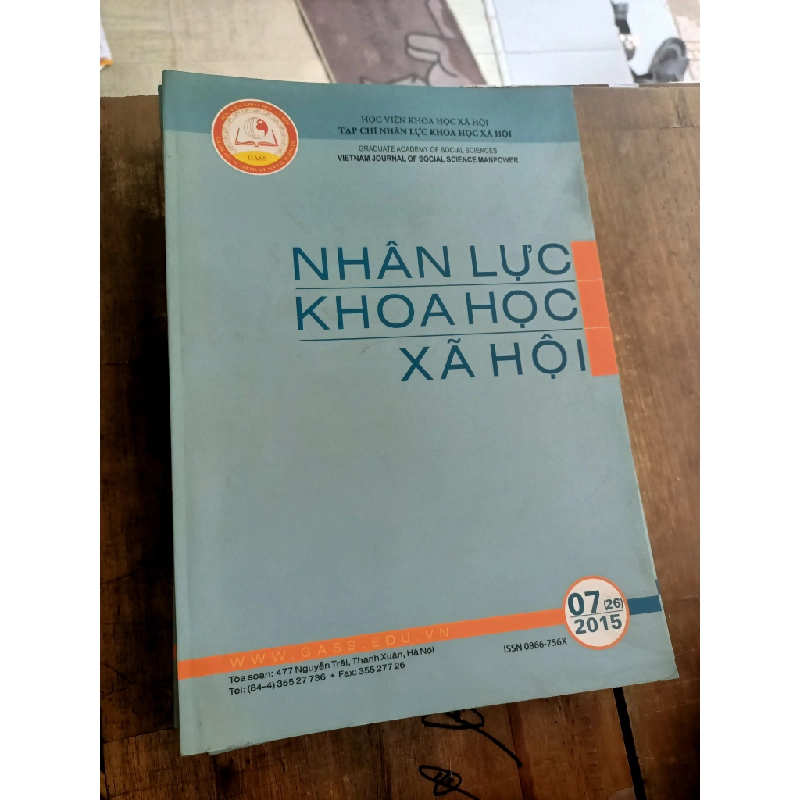 HỌC VIỆN KHOA HỌC XÃ HỘI
TẠP CHÍ NHÂN LỰC KHOA HỌC XÃ HỘI
GRADUATE ACADEMY OF SOCIAL SCIENCES
VIETNAM JOURNAL OF SOCIAL SCIENCE MANPOWER
GASS
NHÂN LỰC
KHOA HỌC
XÃ HỘI
07 (26)
2015
WWW.GASS.EDU.VN
ISSN 0866-756X
Tòa soạn: 477 Nguyễn Trãi, Thanh Xuân, Hà Nội
Tel: (84-4) 355 27 736 • Fax: 355 277 26